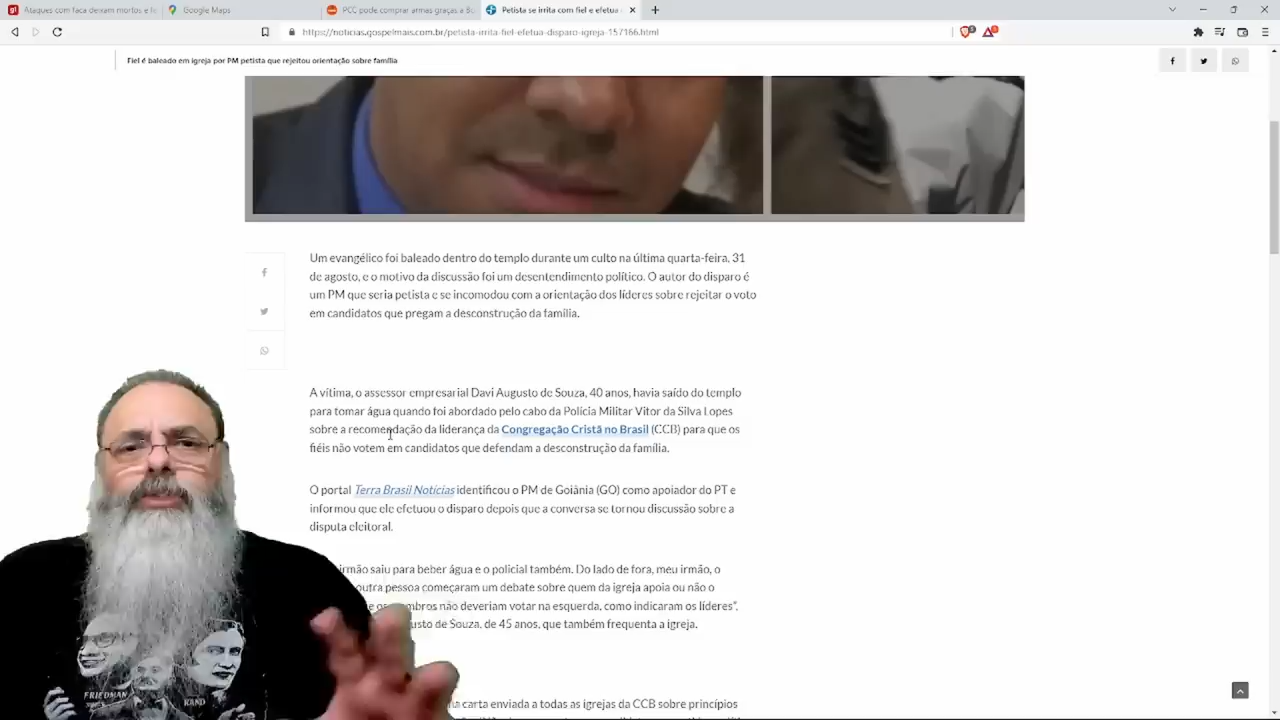 Ataques com faca deixam mortos e
Google Maps
PCC pode comprar armas graças a Bo
Petista se irrita com fiel e efetua
https://noticias.gospelmais.com.br/petista-irrita-fiel-efetua-disparo-igreja-157166.html
Fiel é baleado em igreja por PM petista que rejeitou orientação sobre família
Um evangélico foi baleado dentro do templo durante um culto na última quarta-feira, 31
de agosto, e o motivo da discussão foi um desentendimento político. O autor do disparo é
um PM que seria petista e se incomodou com a orientação dos líderes sobre rejeitar o voto
em candidatos que pregam a desconstrução da família.
A vítima, o assessor empresarial Davi Augusto de Souza, 40 anos, havia saído do templo
para tomar água quando foi abordado pelo cabo da Polícia Militar Vitor da Silva Lopes
sobre a recomendação da liderança da Congregação Cristã no Brasil (CCB) para que os
fiéis não votem em candidatos que defendam a desconstrução da família.
O portal Terra Brasil Notícias identificou o PM de Goiânia (GO) como apoiador do PT e
informou que ele efetuou o disparo depois que a conversa se tornou discussão sobre a
disputa eleitoral.
irmão saiu para beber água e o policial também. Do lado de fora, meu irmão, o
outra pessoa começaram um debate sobre quem da igreja apoia ou não o
e os membros não deveriam votar na esquerda, como indicaram os líderes",
usto de Souza, de 45 anos, que também frequenta a igreja.
na carta enviada a todas as igrejas da CCB sobre princípios
FRIEDMAN
RAND